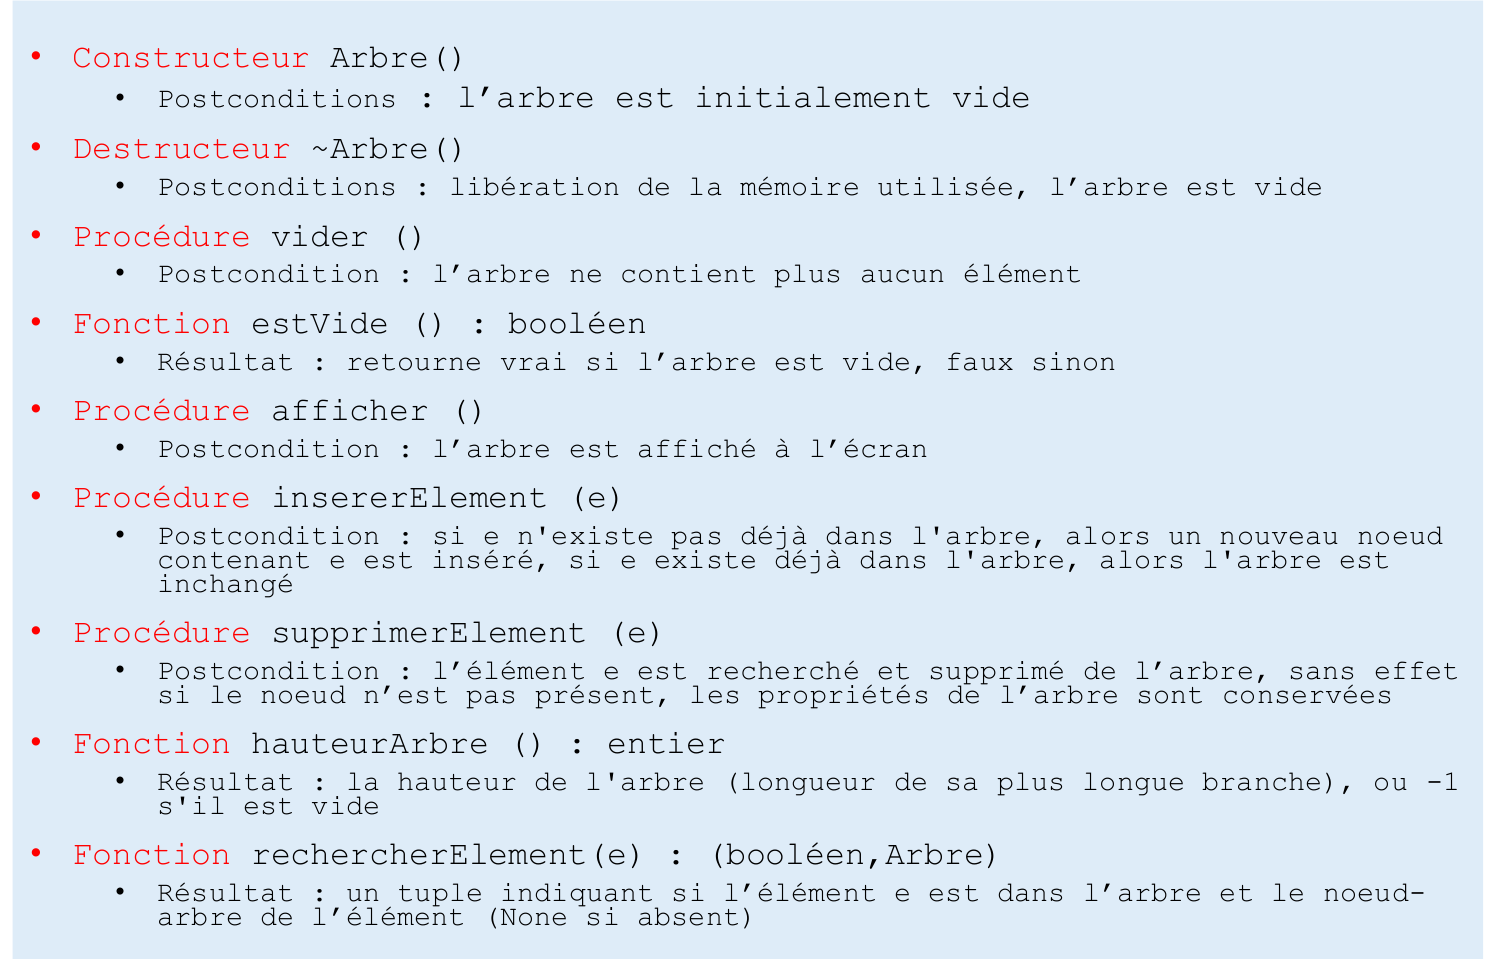 • Constructeur Arbre()
• Postconditions : l’arbre est initialement vide
• Destructeur ~Arbre()
• Postconditions : libération de la mémoire utilisée, l’arbre est vide
• Procédure vider ()
• Postcondition : l’arbre ne contient plus aucun élément
• Fonction estVide () : booléen
• Résultat : retourne vrai si l’arbre est vide, faux sinon
• Procédure afficher ()
• Postcondition : l’arbre est affiché à l’écran
• Procédure insererElement (e)
• Postcondition : si e n'existe pas déjà dans l'arbre, alors un nouveau noeud
contenant e est inséré, si e existe déjà dans l'arbre, alors l'arbre est
inchangé
• Procédure supprimerElement (e)
• Postcondition : l’élément e est recherché et supprimé de l’arbre, sans effet
si le noeud n’est pas présent, les propriétés de l’arbre sont conservées
• Fonction hauteurArbre () : entier
• Résultat : la hauteur de l'arbre (longueur de sa plus longue branche), ou -1
s'il est vide
• Fonction rechercherElement(e) : (booléen,Arbre)
• Résultat : un tuple indiquant si l’élément e est dans l’arbre et le noeud-
arbre de l’élément (None si absent)